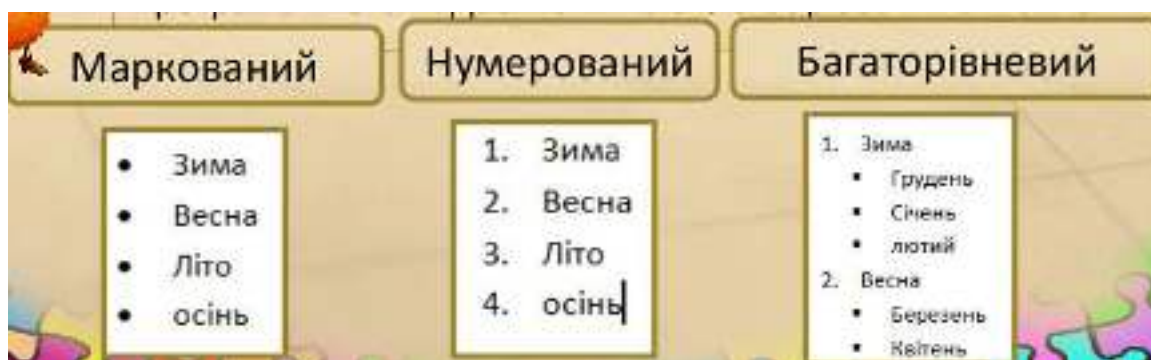 Маркований
• Зима
• Весна
• Літо
• осінь
Нумерований
1. Зима
2. Весна
3. Літо
4. осінь
Багаторівневий
1. Зима
▪ Грудень
▪ Січень
▪ лютий
2. Весна
▪ Березень
▪ Квітень